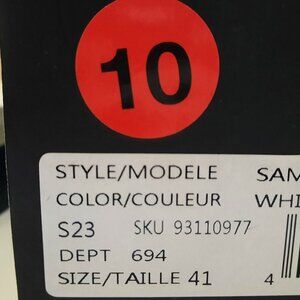 10
STYLE/MODELE SAM
COLOR/COULEUR WHI
S23 SKU 93110977
DEPT 694
SIZE/TAILLE 41 4